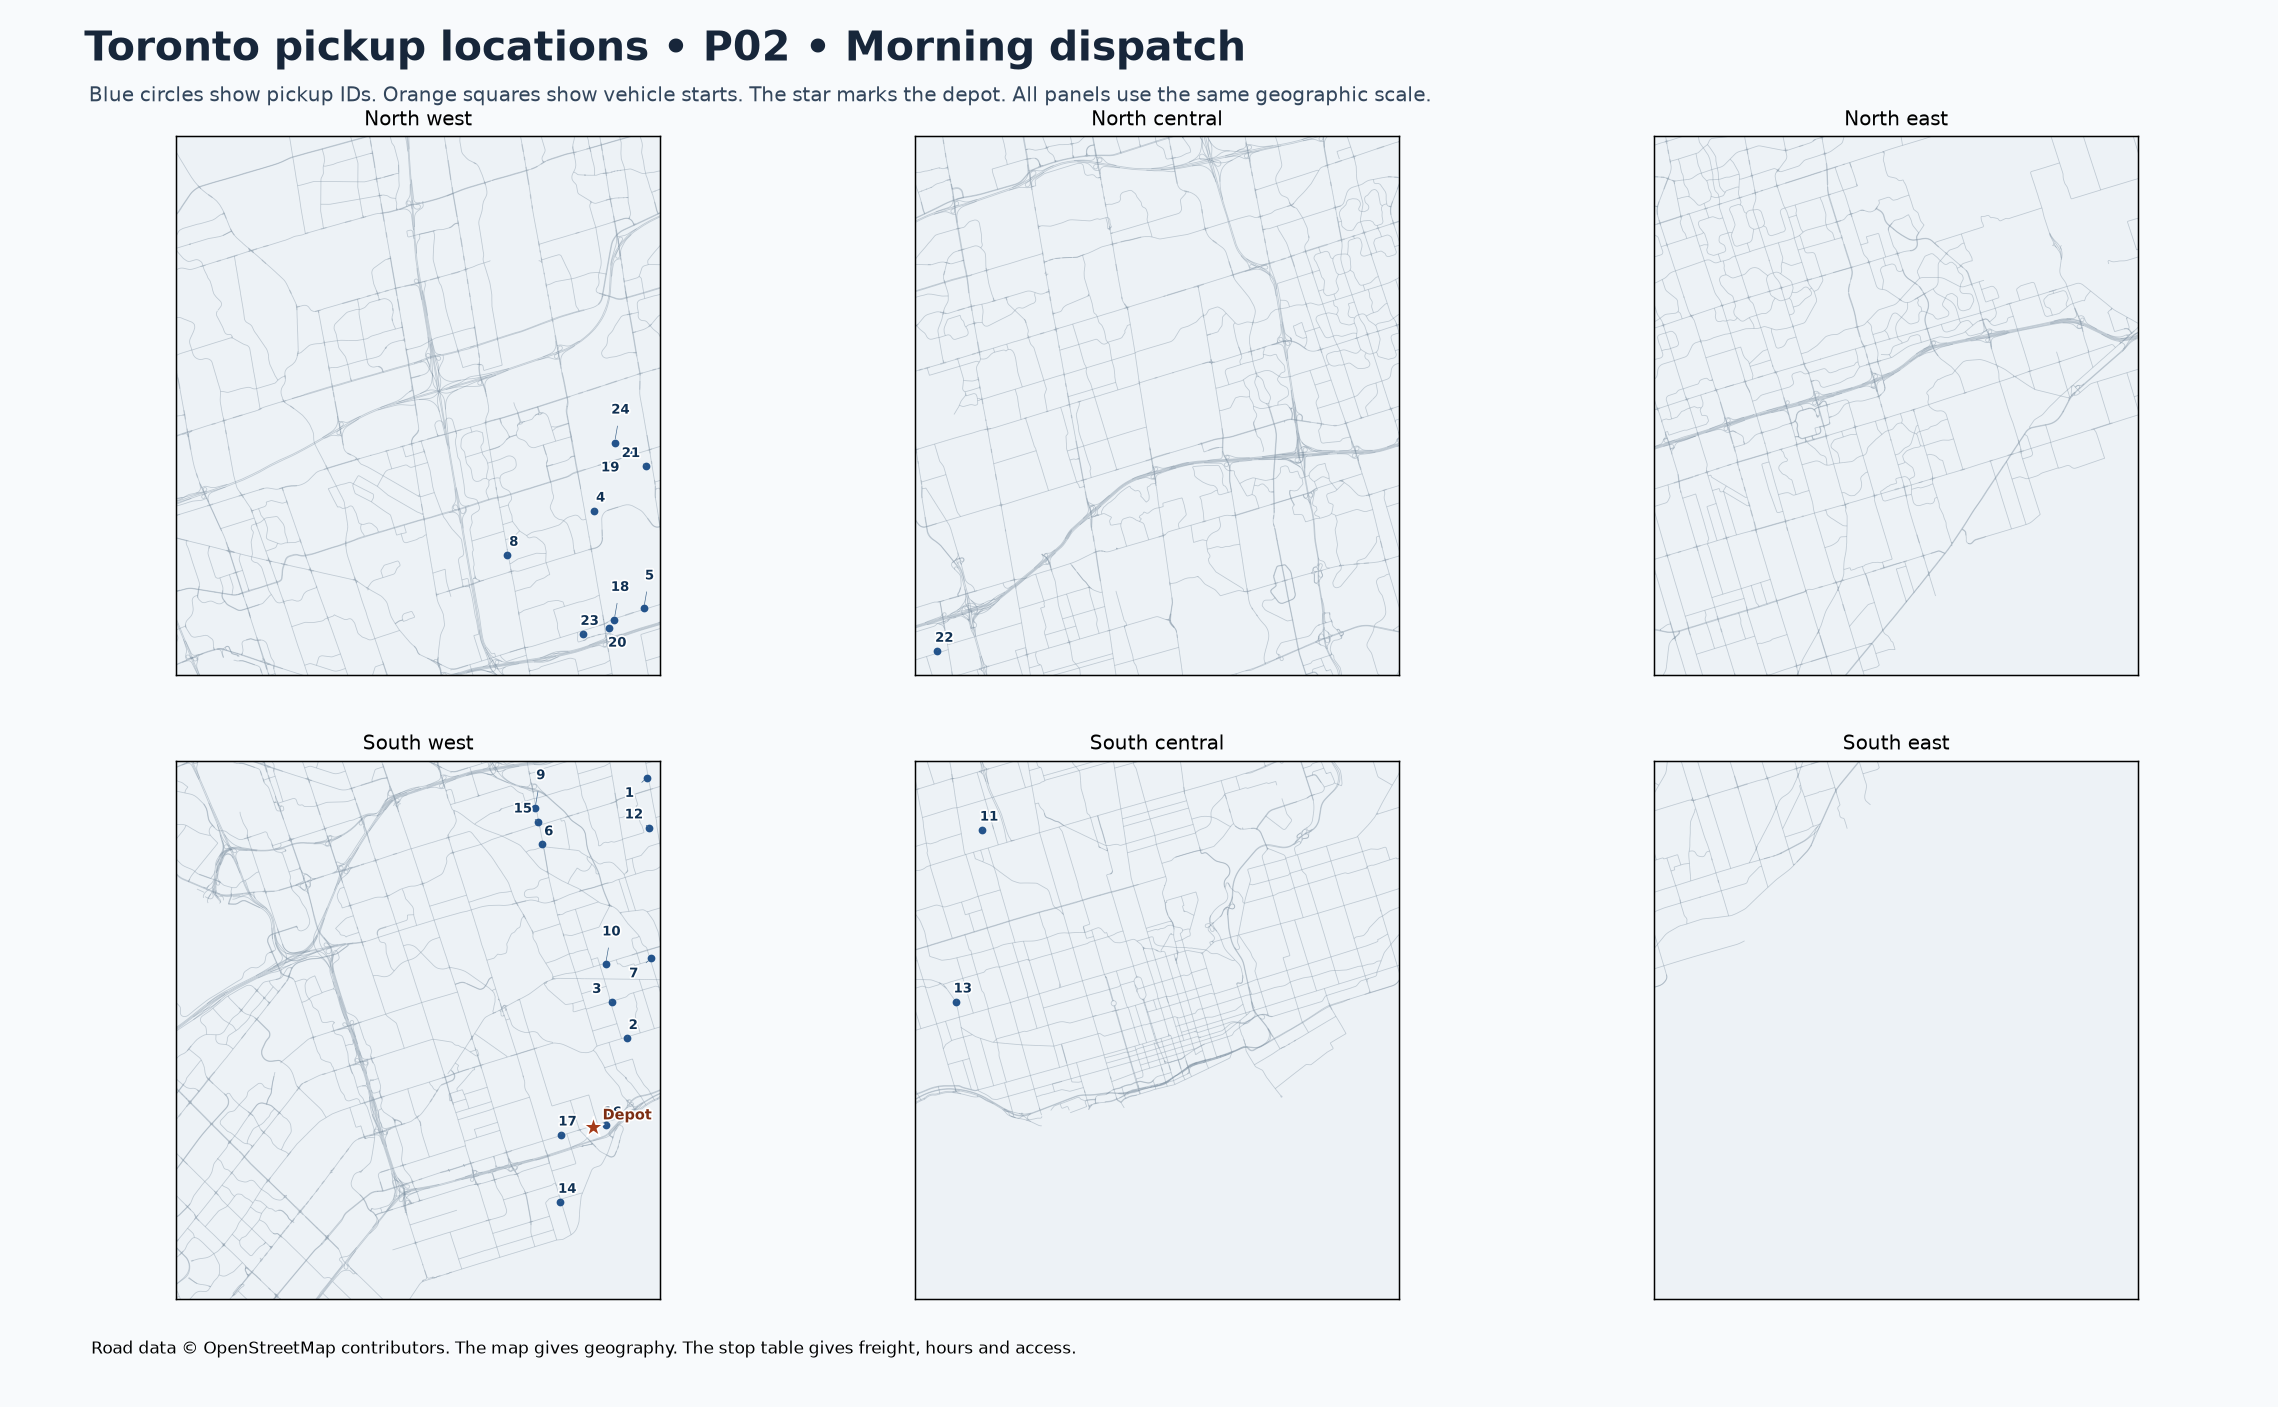 Toronto pickup locations • P02 • Morning dispatch
Blue circles show pickup IDs. Orange squares show vehicle starts. The star marks the depot. All panels use the same geographic scale.
North west
North central
North east
24
21
19
4
8
5
18
23
20
22
South west
South central
South east
9
1
15
12
6
11
10
7
3
13
2
Depot
17
14
Road data © OpenStreetMap contributors. The map gives geography. The stop table gives freight, hours and access.